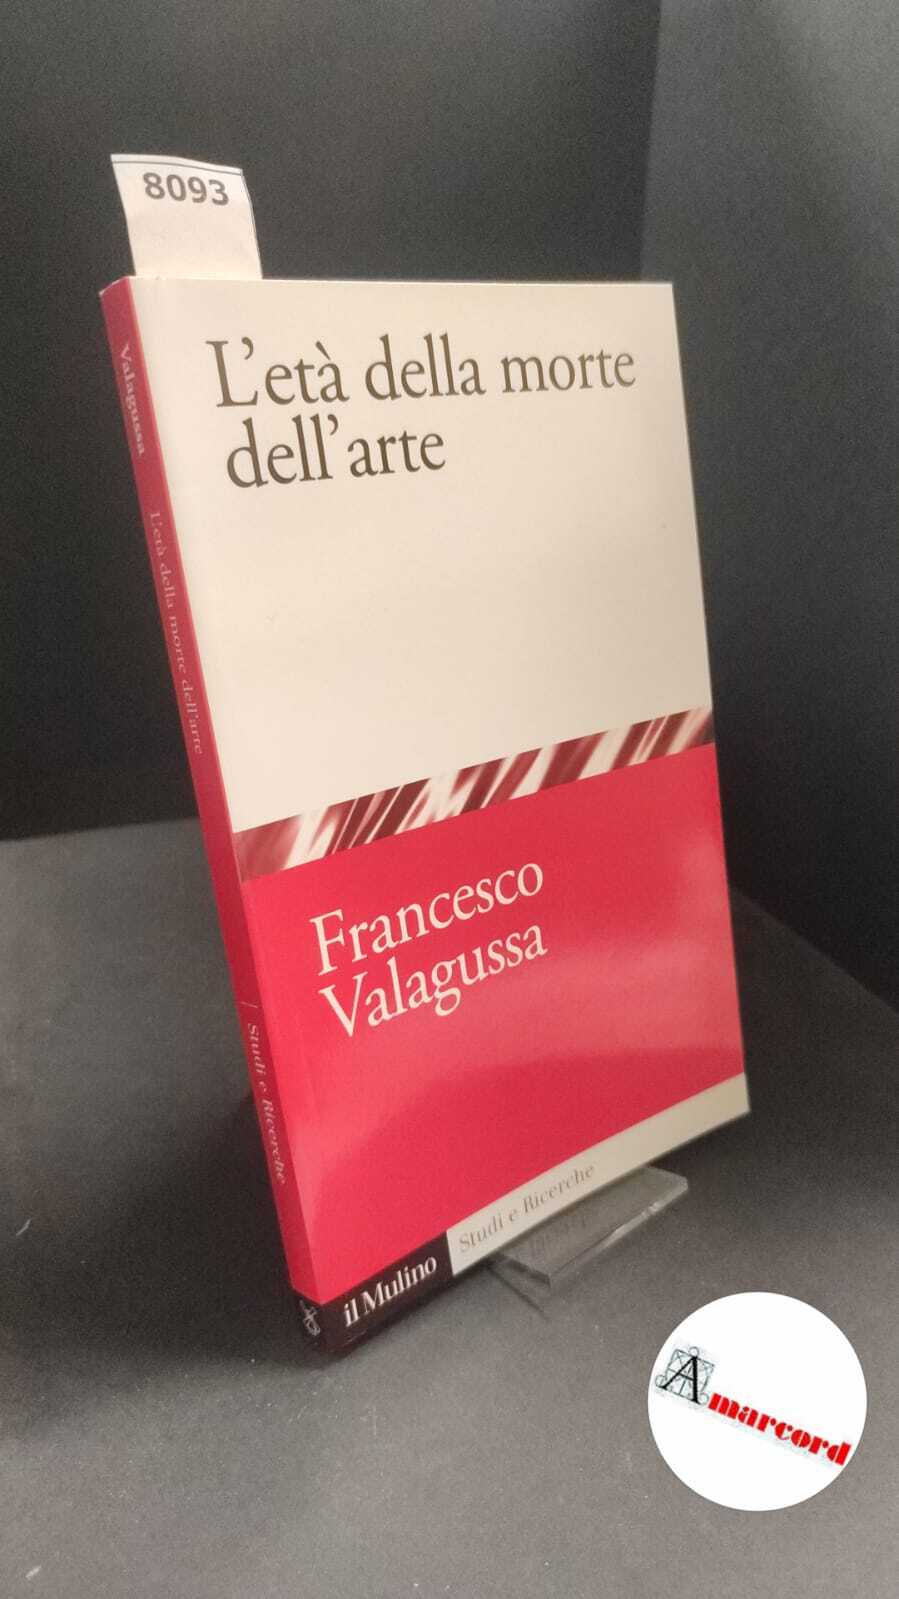 8093
L'età della morte
dell'arte
Francesco
Valagussa
Studi e Ricerche
il Mulino
Valagussa
L'età della morte dell'arte
/ Studi e Ricerche
Amarcord